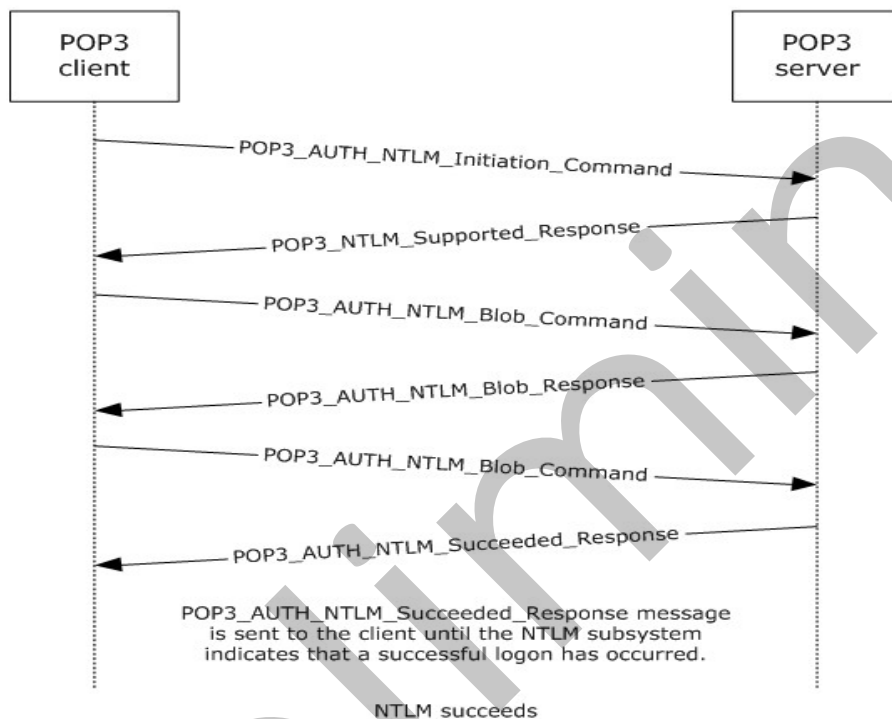 POP3
client
POP3
server
POP3_AUTH_NTLM_Initiation_Command
POP3_NTLM_Supported_Response
POP3_AUTH_NTLM_Blob_Command
POP3_AUTH_NTLM_Blob_Response
POP3_AUTH_NTLM_Blob_Command
POP3_AUTH_NTLM_Succeeded_Response
POP3_AUTH_NTLM_Succeeded_Response message
is sent to the client until the NTLM subsystem
indicates that a successful logon has occurred.
NTLM succeeds